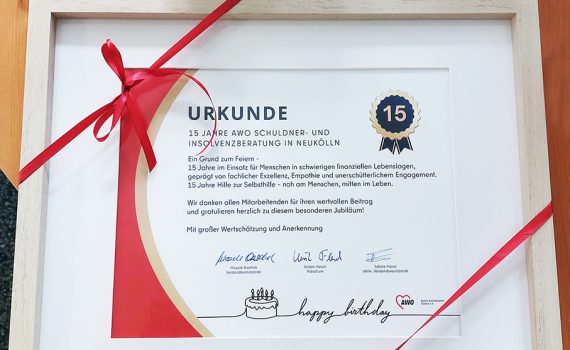 URKUNDE
15
15 JAHRE AWO SCHULDNER- UND
INSOLVENZBERATUNG IN NEUKÖLLN
Ein Grund zum Feiern -
15 Jahre im Einsatz für Menschen in schwierigen finanziellen Lebenslagen,
geprägt von fachlicher Exzellenz, Empathie und unerschütterlichem Engagement.
15 Jahre Hilfe zur Selbsthilfe - nah am Menschen, mitten im Leben.
Wir danken allen Mitarbeitenden für ihren wertvollen Beitrag
und gratulieren herzlich zu diesem besonderen Jubiläum!
Mit großer Wertschätzung und Anerkennung
Vorstandsvorsitzende
Präsidium
happy birthday
AWO